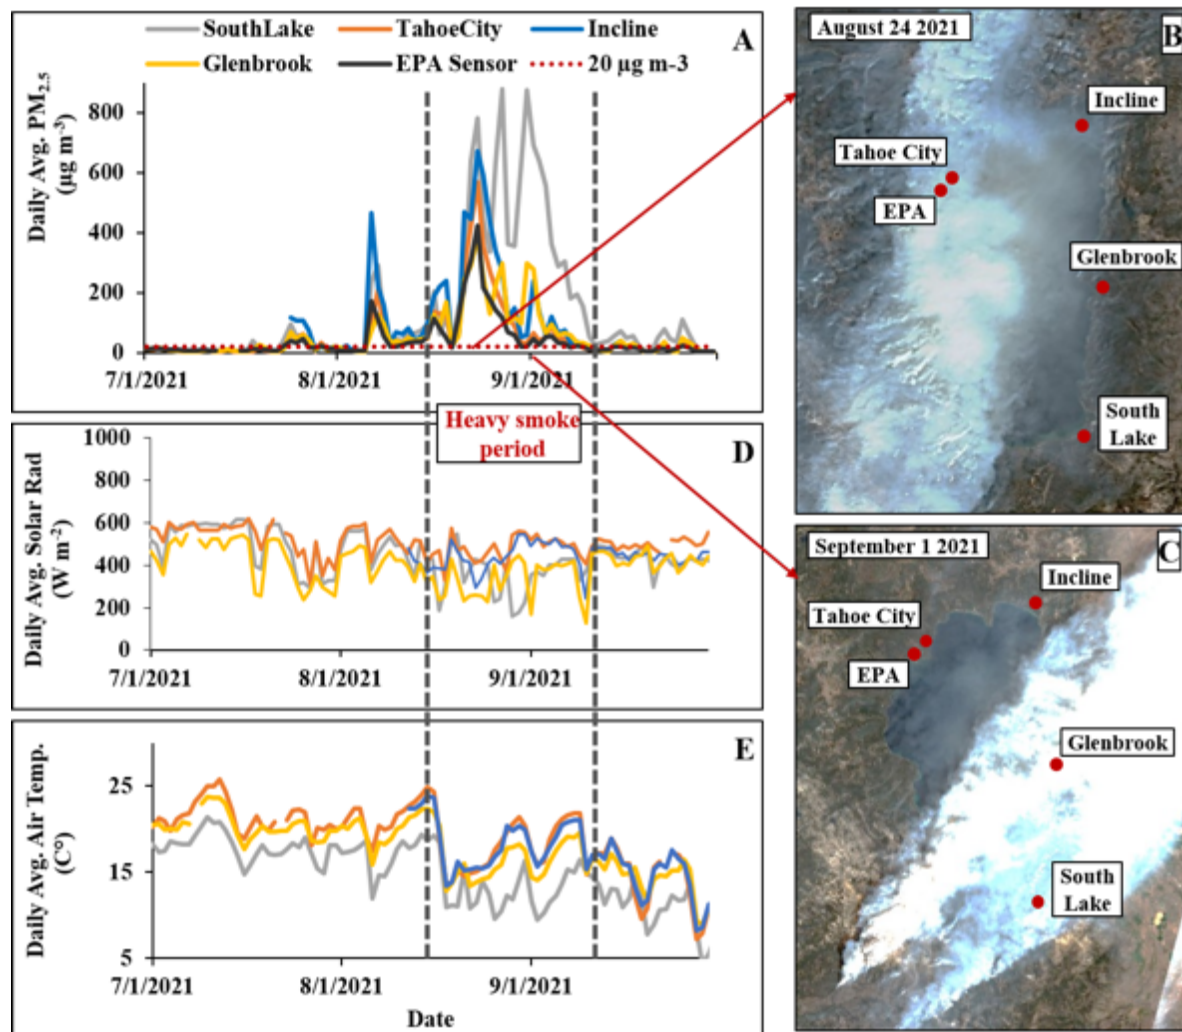 SouthLake TahoeCity Incline
Glenbrook EPA Sensor 20 µg m-3
A
Daily Avg. PM2.5
(µg m⁻³)
800
600
400
200
0
7/1/2021 8/1/2021 9/1/2021
Heavy smoke
period
D
Daily Avg. Solar Rad
(W m⁻²)
1000
800
600
400
200
0
7/1/2021 8/1/2021 9/1/2021
E
Daily Avg. Air Temp.
(C°)
25
15
5
7/1/2021 8/1/2021 9/1/2021
Date
August 24 2021
B
Incline
Tahoe City
EPA
Glenbrook
South
Lake
September 1 2021
C
Incline
Tahoe City
EPA
Glenbrook
South
Lake